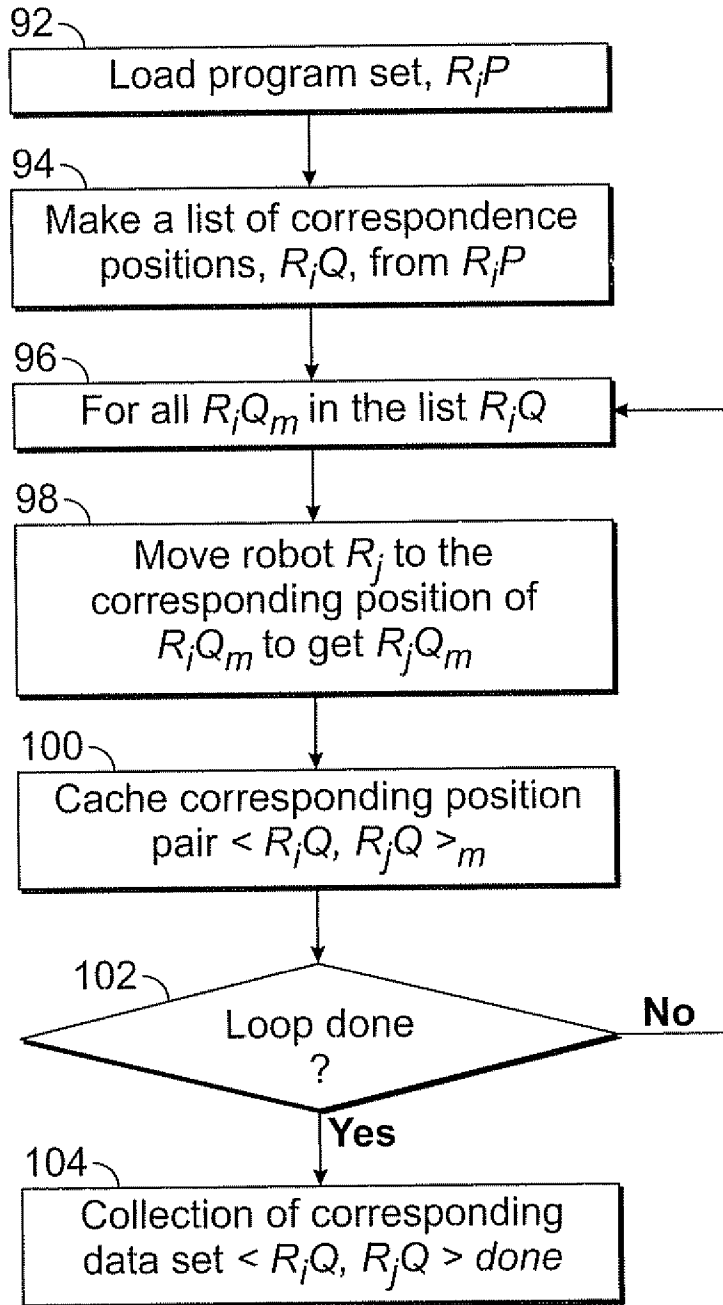 92
Load program set, RᵢP
94
Make a list of correspondence
positions, RᵢQ, from RᵢP
96
For all RᵢQₘ in the list RᵢQ
98
Move robot Rⱼ to the
corresponding position of
RᵢQₘ to get RⱼQₘ
100
Cache corresponding position
pair < RᵢQ, RⱼQ >ₘ
102
Loop done
?
No
Yes
104
Collection of corresponding
data set < RᵢQ, RⱼQ > done